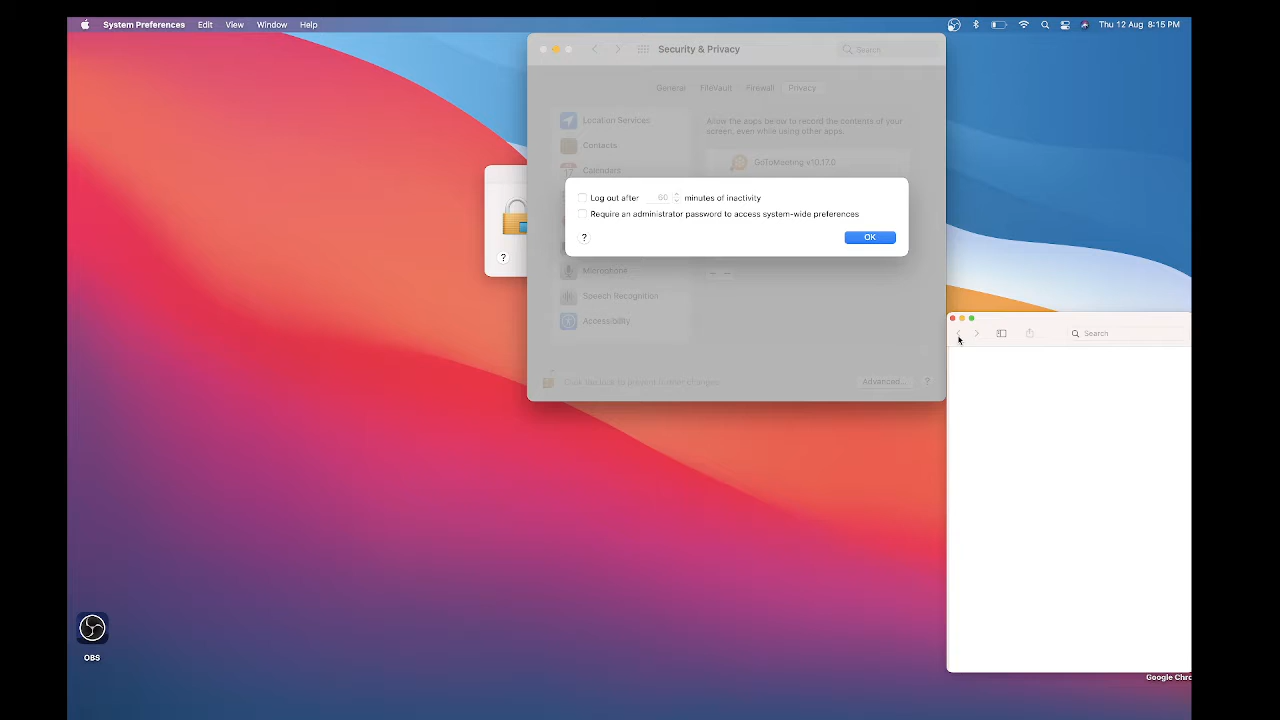 System Preferences Edit View Window Help
Thu 12 Aug 8:15 PM
Security & Privacy
Search
General FileVault Firewall Privacy
Location Services
Contacts
Calendars
Allow the apps below to record the contents of your
screen, even while using other apps.
GoToMeeting v10.17.0
Log out after 60 minutes of inactivity
Require an administrator password to access system-wide preferences
?
OK
?
Microphone
Speech Recognition
Accessibility
Click the lock to prevent further changes.
Advanced...
?
Search
OBS
Google Chro